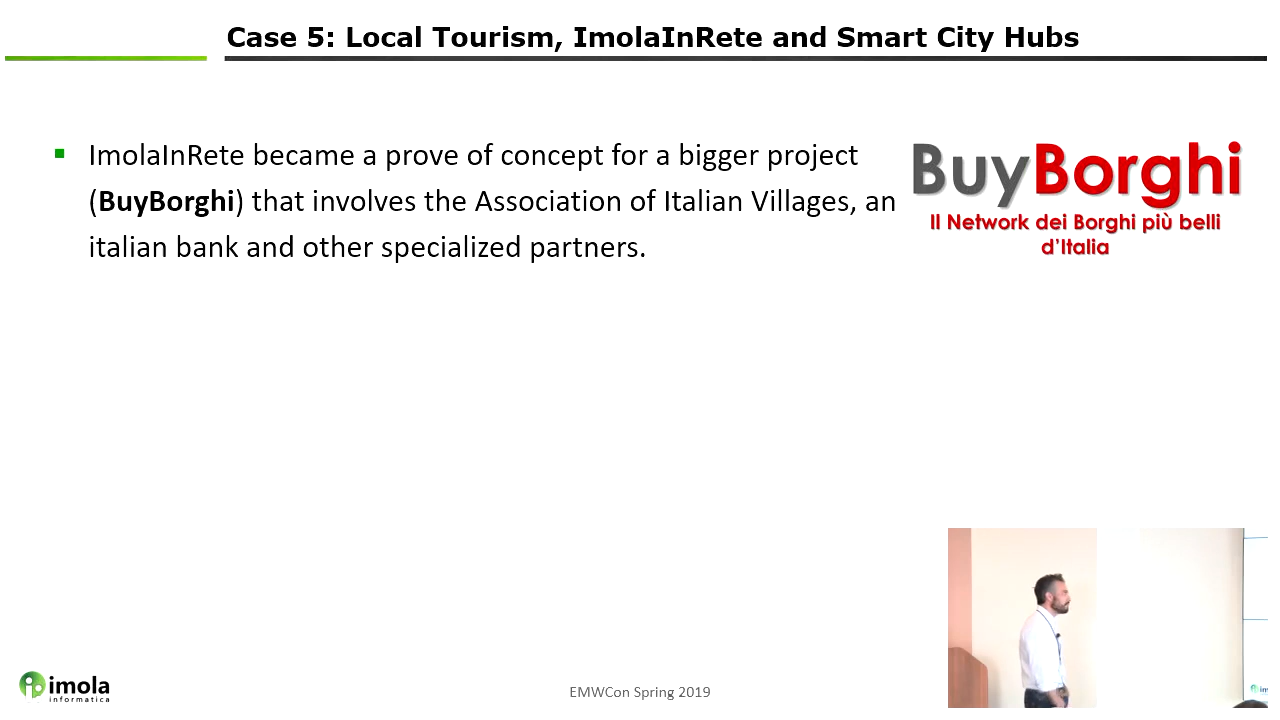 Case 5: Local Tourism, ImolaInRete and Smart City Hubs
ImolaInRete became a prove of concept for a bigger project
(BuyBorghi) that involves the Association of Italian Villages, an
italian bank and other specialized partners.
BuyBorghi
Il Network dei Borghi più belli
d'Italia
imola
informatica
EMWCon Spring 2019